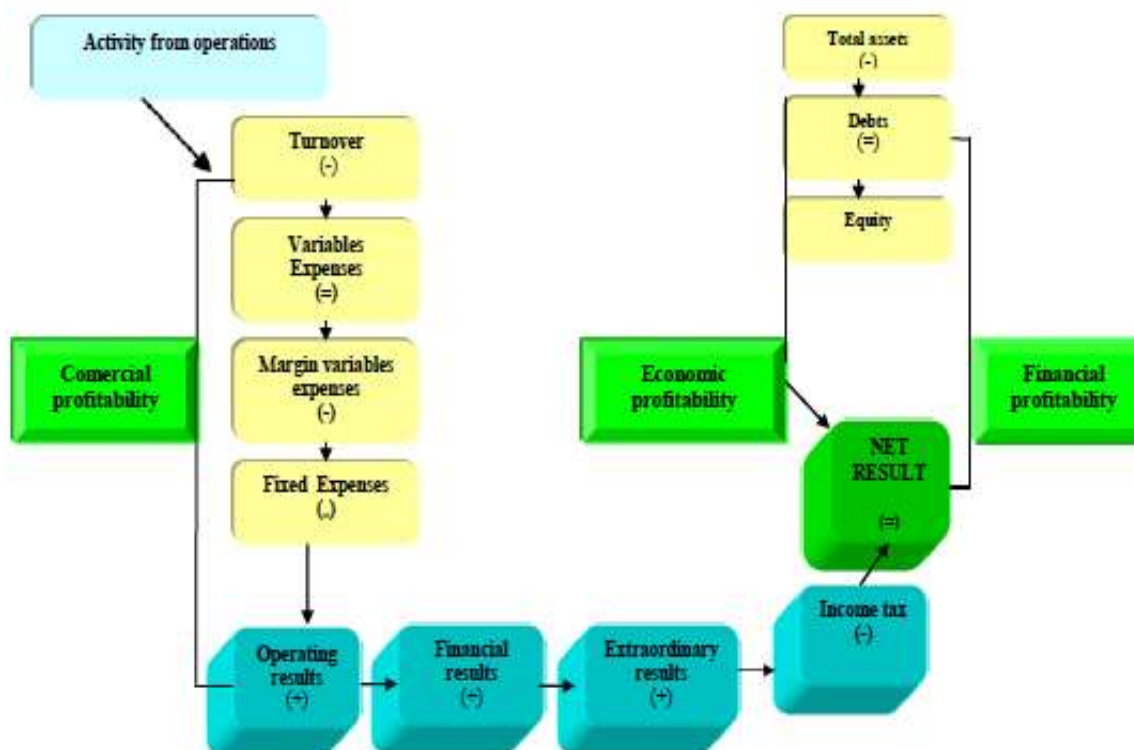 Activity from operations
Turnover
(-)
Variables
Expenses
(=)
Comercial
profitability
Margin variables
expenses
(-)
Fixed Expenses
Operating
results
(+)
Financial
results
(+)
Extraordinary
results
(+)
Income tax
(-)
NET
RESULT
(=)
Total assets
(-)
Debts
(=)
Equity
Economic
profitability
Financial
profitability